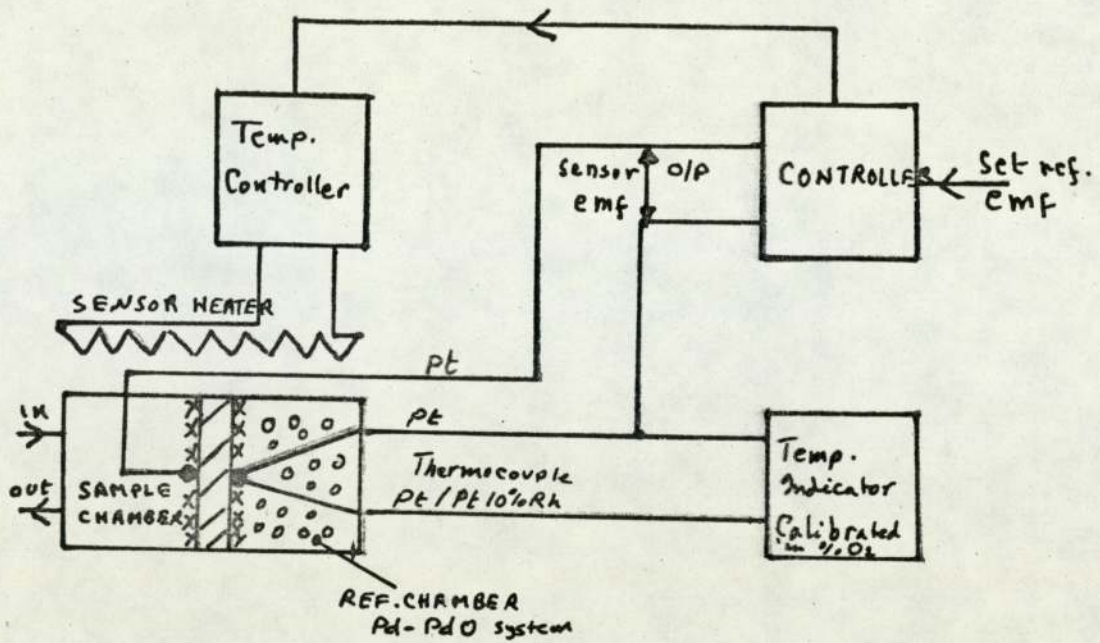 Temp.
Controller
CONTROLLER
Set ref.
emf
Sensor O/P
emf
SENSOR HEATER
Pt
IN
out
SAMPLE
CHAMBER
Pt
Thermocouple
Pt / Pt 10% Rh
Temp.
Indicator
Calibrated
in % O2
REF. CHAMBER
Pd - PdO System